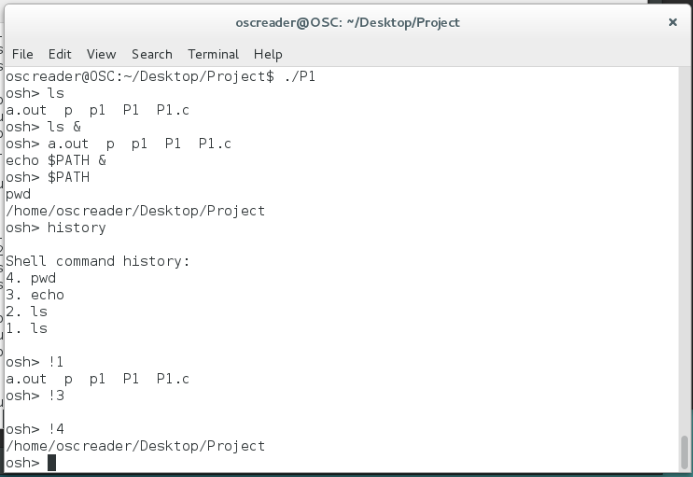 oscreader@OSC: ~/Desktop/Project ×
File Edit View Search Terminal Help
oscreader@OSC:~/Desktop/Project$ ./P1
osh> ls
a.out  p  p1  P1  P1.c
osh> ls &
osh> a.out  p  p1  P1  P1.c
echo $PATH &
osh> $PATH
pwd
/home/oscreader/Desktop/Project
osh> history
Shell command history:
4. pwd
3. echo
2. ls
1. ls
osh> !1
a.out  p  p1  P1  P1.c
osh> !3
osh> !4
/home/oscreader/Desktop/Project
osh>